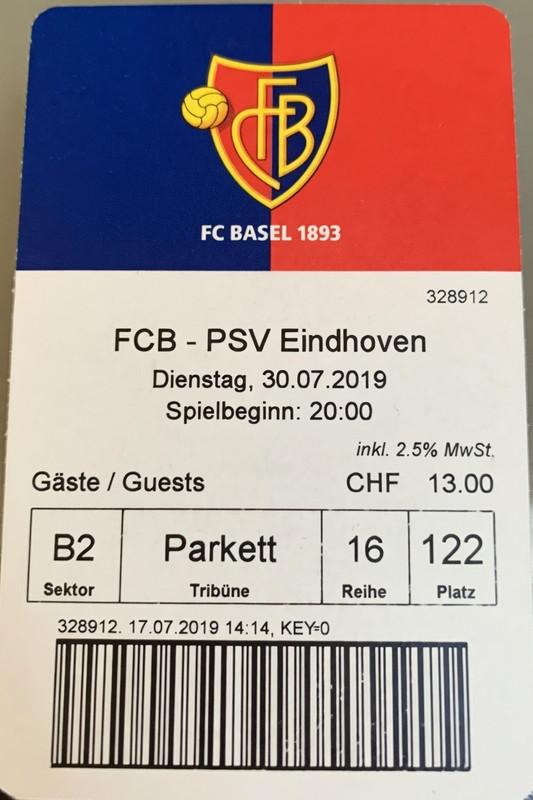 FCB
FC BASEL 1893
328912
FCB - PSV Eindhoven
Dienstag, 30.07.2019
Spielbeginn: 20:00
inkl. 2.5% MwSt.
Gäste / Guests CHF 13.00
B2 Parkett 16 122
Sektor Tribüne Reihe Platz
328912. 17.07.2019 14:14, KEY=0